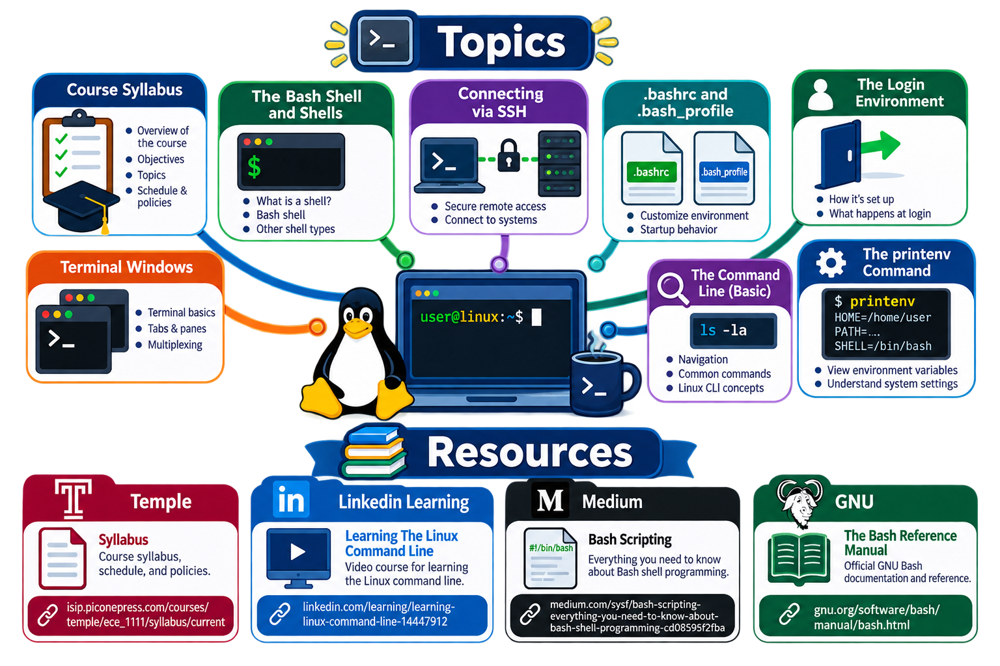 >_ Topics
Course Syllabus
Overview of
the course
Objectives
Topics
Schedule &
policies
The Bash Shell
and Shells
$
What is a shell?
Bash shell
Other shell types
Connecting
via SSH
>_
Secure remote access
Connect to systems
.bashrc and
.bash_profile
.bashrc
.bash_profile
Customize environment
Startup behavior
The Login
Environment
How it's set up
What happens at login
Terminal Windows
>_
Terminal basics
Tabs & panes
Multiplexing
user@linux:~$
>_
The Command
Line (Basic)
ls -la
Navigation
Common commands
Linux CLI concepts
The printenv
Command
$ printenv
HOME=/home/user
PATH=....
SHELL=/bin/bash
View environment variables
Understand system settings
Resources
T
Temple
Syllabus
Course syllabus,
schedule, and policies.
isip.piconepress.com/courses/
temple/ece_1111/syllabus/current
in
Linkedin Learning
Learning The Linux
Command Line
Video course for learning
the Linux command line.
linkedin.com/learning/learning-
linux-command-line-14447912
M
Medium
#!/bin/bash
Bash Scripting
Everything you need to know
about Bash shell programming.
medium.com/sysf/bash-scripting-
everything-you-need-to-know-about-
bash-shell-programming-cd08595f2fba
GNU
The Bash Reference
Manual
Official GNU Bash
documentation and reference.
gnu.org/software/bash/
manual/bash.html